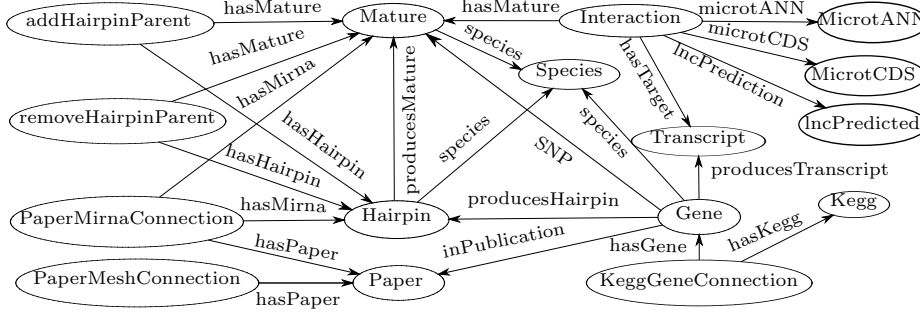 addHairpinParent
hasMature
Mature
hasMature
Interaction
microtANN
MicrotANN
hasMature
species
microtCDS
hasMirna
Species
hasTarget
lncPrediction
MicrotCDS
removeHairpinParent
hasHairpin
producesMature
species
SNP
species
Transcript
lncPredicted
hasHairpin
producesTranscript
PaperMirnaConnection
hasMirna
Hairpin
producesHairpin
Gene
Kegg
hasPaper
inPublication
hasGene
hasKegg
PaperMeshConnection
hasPaper
Paper
KeggGeneConnection